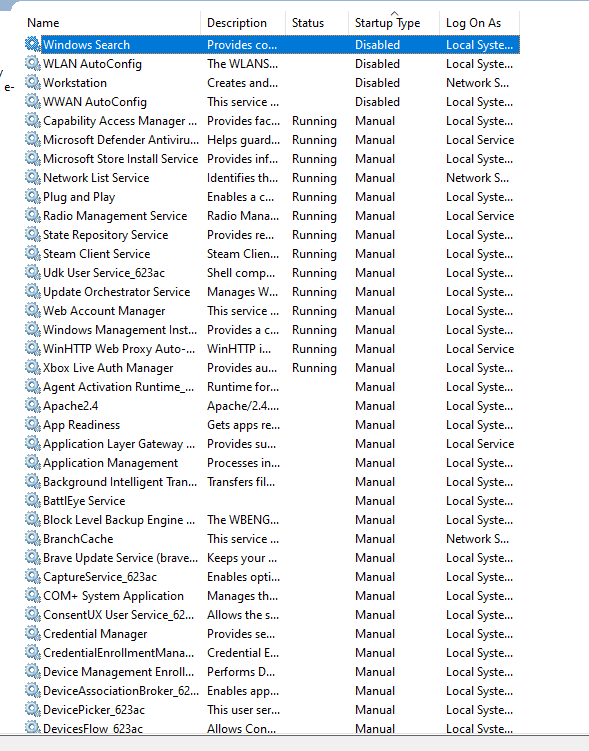 Name Description Status Startup Type Log On As
Windows Search Provides co... Disabled Local Syste...
WLAN AutoConfig The WLANS... Disabled Local Syste...
y
Workstation Creates and... Disabled Network S...
e-
WWAN AutoConfig This service ... Disabled Local Syste...
Capability Access Manager ... Provides fac... Running Manual Local Syste...
Microsoft Defender Antiviru... Helps guard... Running Manual Local Service
Microsoft Store Install Service Provides inf... Running Manual Local Syste...
Network List Service Identifies th... Running Manual Network S...
Plug and Play Enables a c... Running Manual Local Syste...
Radio Management Service Radio Mana... Running Manual Local Service
State Repository Service Provides re... Running Manual Local Syste...
Steam Client Service Steam Clien... Running Manual Local Syste...
Udk User Service_623ac Shell comp... Running Manual Local Syste...
Update Orchestrator Service Manages W... Running Manual Local Syste...
Web Account Manager This service ... Running Manual Local Syste...
Windows Management Inst... Provides a c... Running Manual Local Syste...
WinHTTP Web Proxy Auto-... WinHTTP i... Running Manual Local Service
Xbox Live Auth Manager Provides au... Running Manual Local Syste...
Agent Activation Runtime_... Runtime for... Manual Local Syste...
Apache2.4 Apache/2.4.... Manual Local Syste...
App Readiness Gets apps re... Manual Local Syste...
Application Layer Gateway ... Provides su... Manual Local Service
Application Management Processes in... Manual Local Syste...
Background Intelligent Tran... Transfers fil... Manual Local Syste...
BattlEye Service Manual Local Syste...
Block Level Backup Engine ... The WBENG... Manual Local Syste...
BranchCache This service ... Manual Network S...
Brave Update Service (brave... Keeps your ... Manual Local Syste...
CaptureService_623ac Enables opti... Manual Local Syste...
COM+ System Application Manages th... Manual Local Syste...
ConsentUX User Service_62... Allows the s... Manual Local Syste...
Credential Manager Provides se... Manual Local Syste...
CredentialEnrollmentMana... Credential E... Manual Local Syste...
Device Management Enroll... Performs D... Manual Local Syste...
DeviceAssociationBroker_62... Enables app... Manual Local Syste...
DevicePicker_623ac This user ser... Manual Local Syste...
DevicesFlow_623ac Allows Con... Manual Local Syste...